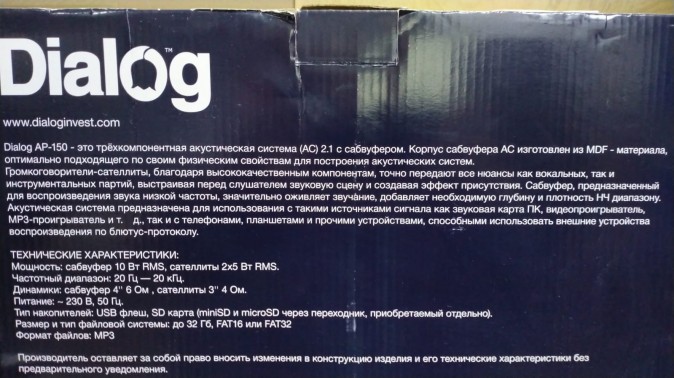 Dialog™
www.dialoginvest.com
Dialog AP-150 - это трёхкомпонентная акустическая система (АС) 2.1 с сабвуфером. Корпус сабвуфера АС изготовлен из MDF - материала,
оптимально подходящего по своим физическим свойствам для построения акустических систем.
Громкоговорители-сателлиты, благодаря высококачественным компонентам, точно передают все нюансы как вокальных, так и
инструментальных партий, выстраивая перед слушателем звуковую сцену и создавая эффект присутствия. Сабвуфер, предназначенный
для воспроизведения звука низкой частоты, значительно оживляет звучание, добавляет необходимую глубину и плотность НЧ диапазону.
Акустическая система предназначена для использования с такими источниками сигнала как звуковая карта ПК, видеопроигрыватель,
MP3-проигрыватель и т. д., так и с телефонами, планшетами и прочими устройствами, способными использовать внешние устройства
воспроизведения по блютус-протоколу.
ТЕХНИЧЕСКИЕ ХАРАКТЕРИСТИКИ:
Мощность: сабвуфер 10 Вт RMS, сателлиты 2x5 Вт RMS.
Частотный диапазон: 20 Гц — 20 кГц.
Динамики: сабвуфер 4" 6 Ом , сателлиты 3" 4 Ом.
Питание: ~ 230 В, 50 Гц.
Тип накопителей: USB флеш, SD карта (miniSD и microSD через переходник, приобретаемый отдельно).
Размер и тип файловой системы: до 32 Гб, FAT16 или FAT32
Формат файлов: MP3
Производитель оставляет за собой право вносить изменения в конструкцию изделия и его технические характеристики без
предварительного уведомления.